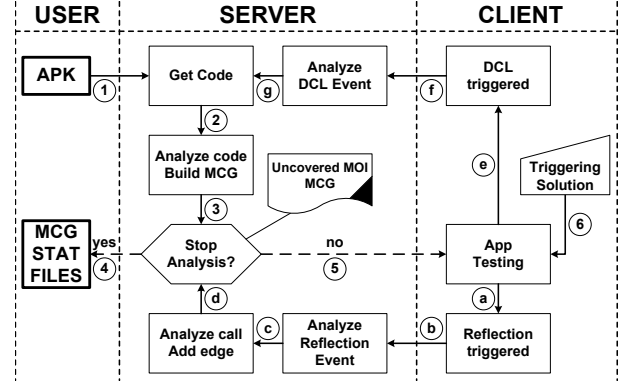 USER
SERVER
CLIENT
APK
1
Get Code
g
Analyze
DCL Event
f
DCL
triggered
2
e
Analyze code
Build MCG
Uncovered MOI
MCG
Triggering
Solution
3
6
MCG
STAT
FILES
yes
4
Stop
Analysis?
no
5
App
Testing
d
a
Analyze call
Add edge
c
Analyze
Reflection
Event
b
Reflection
triggered